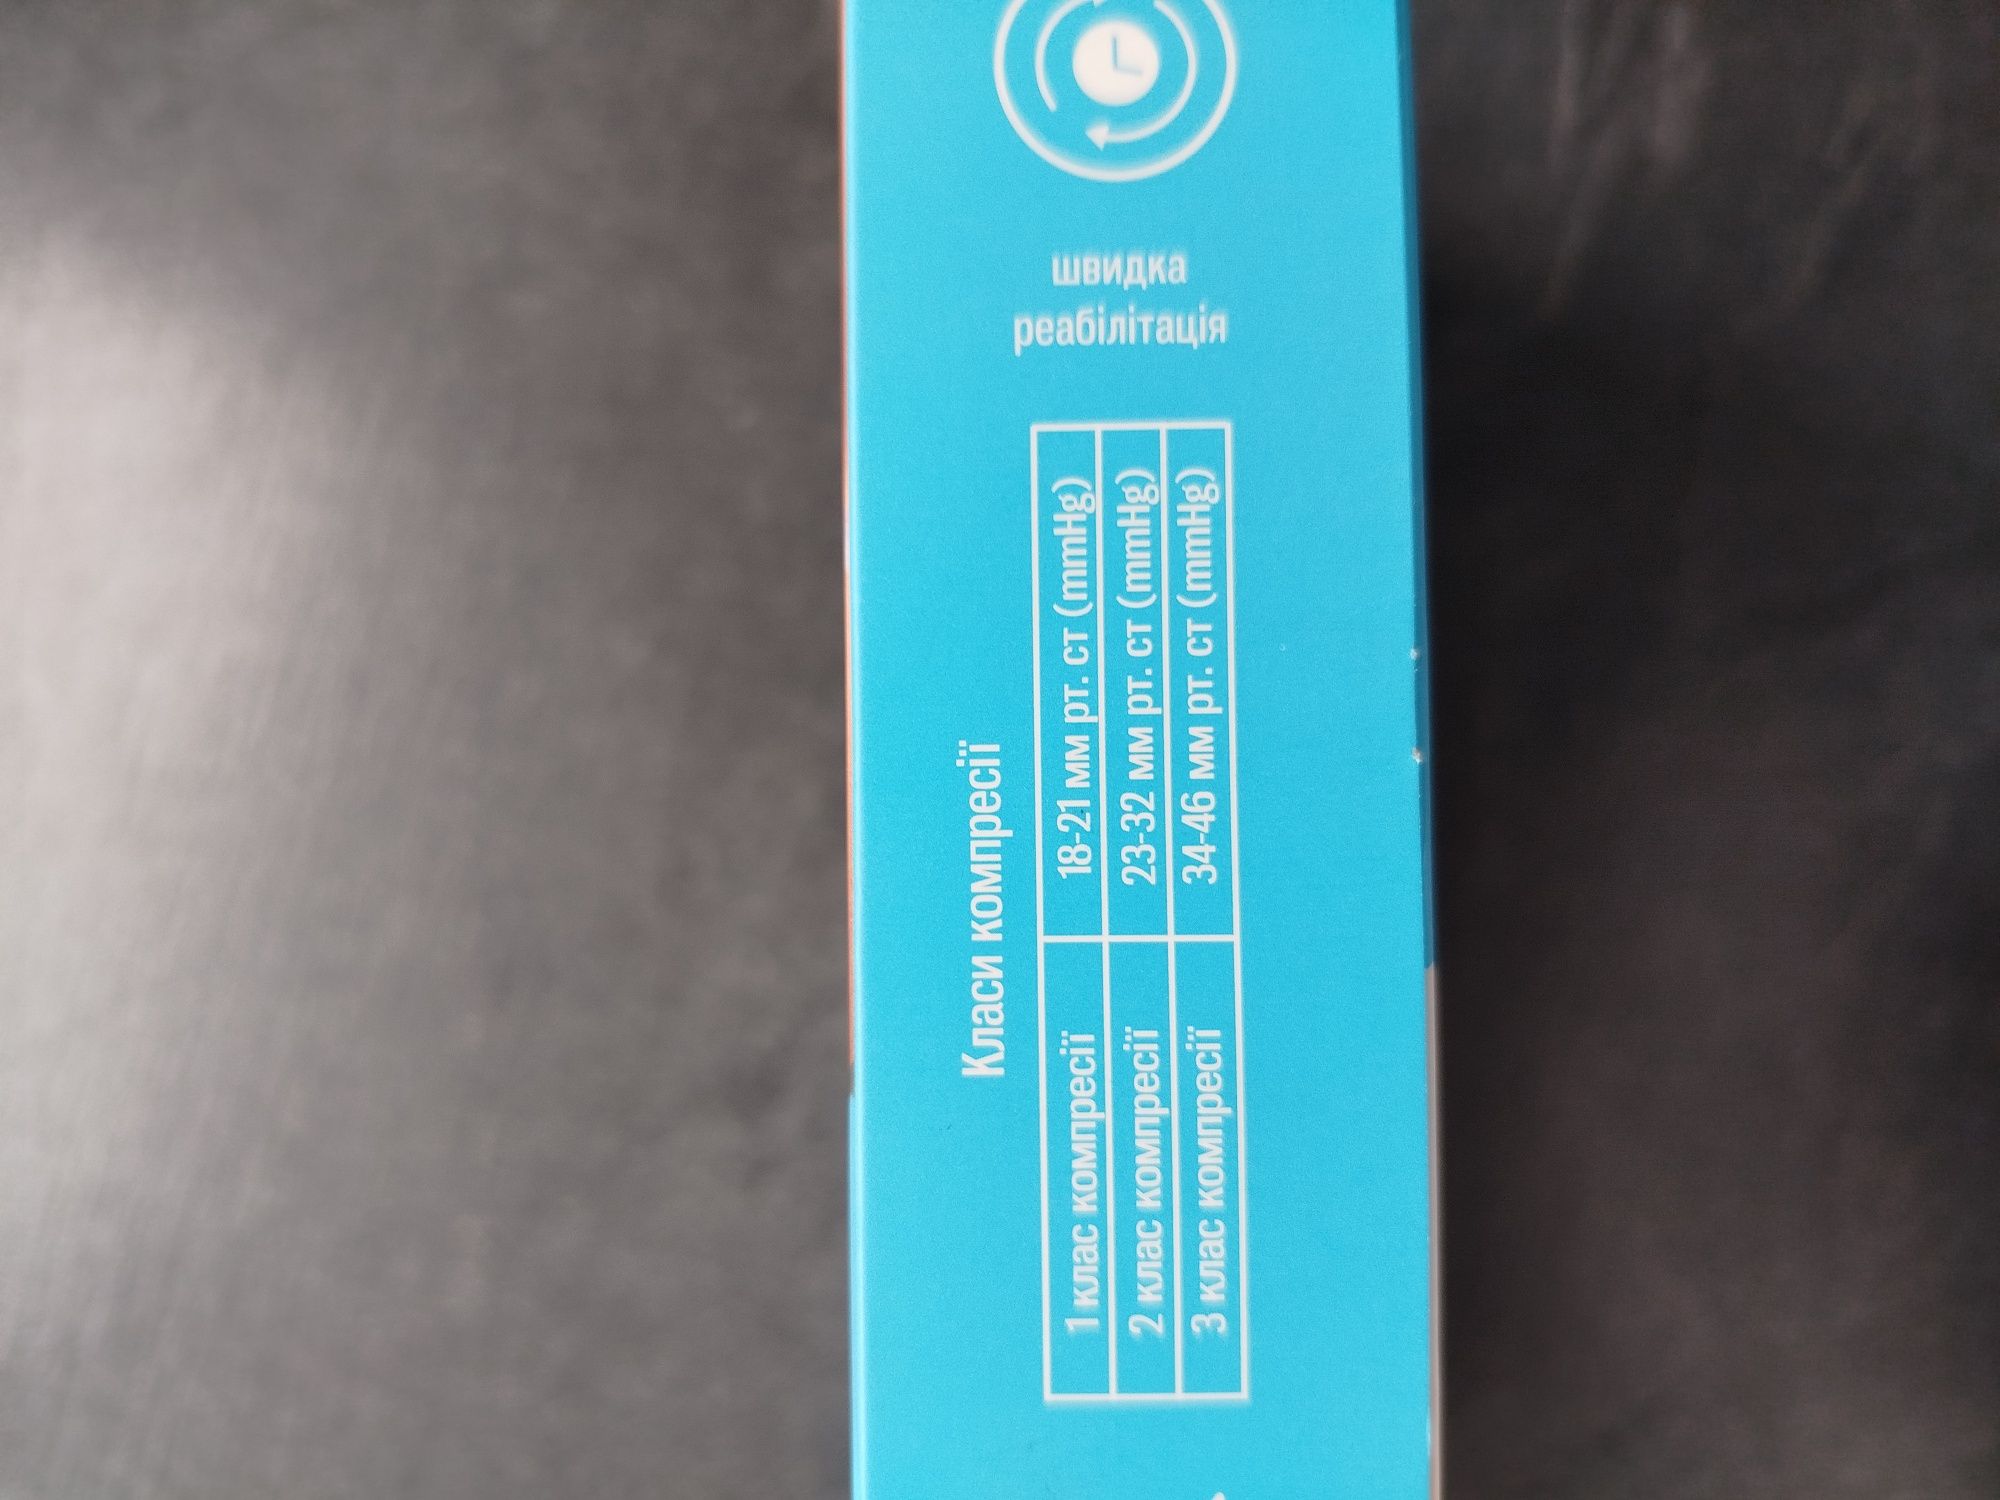 швидка
реабілітація
Класи компресії
1 клас компресії 18-21 мм рт. ст (mmHg)
2 клас компресії 23-32 мм рт. ст (mmHg)
3 клас компресії 34-46 мм рт. ст (mmHg)